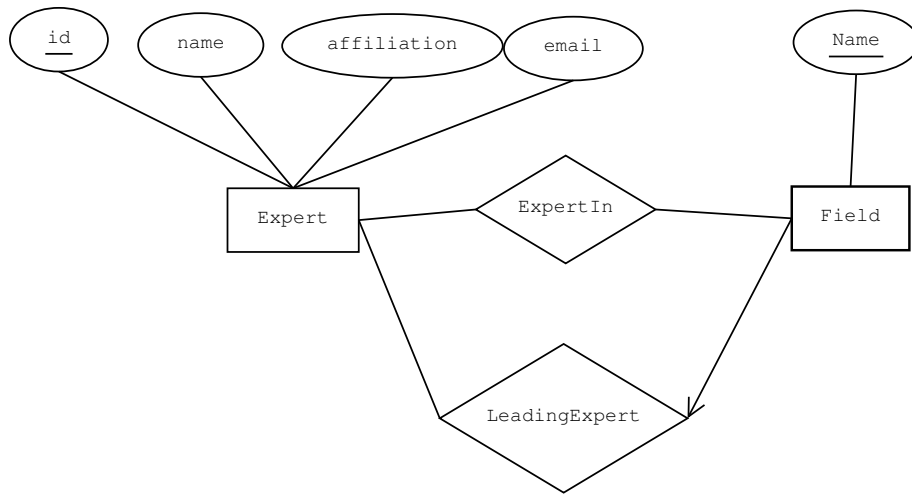 id
name
affiliation
email
Name
Expert
ExpertIn
Field
LeadingExpert